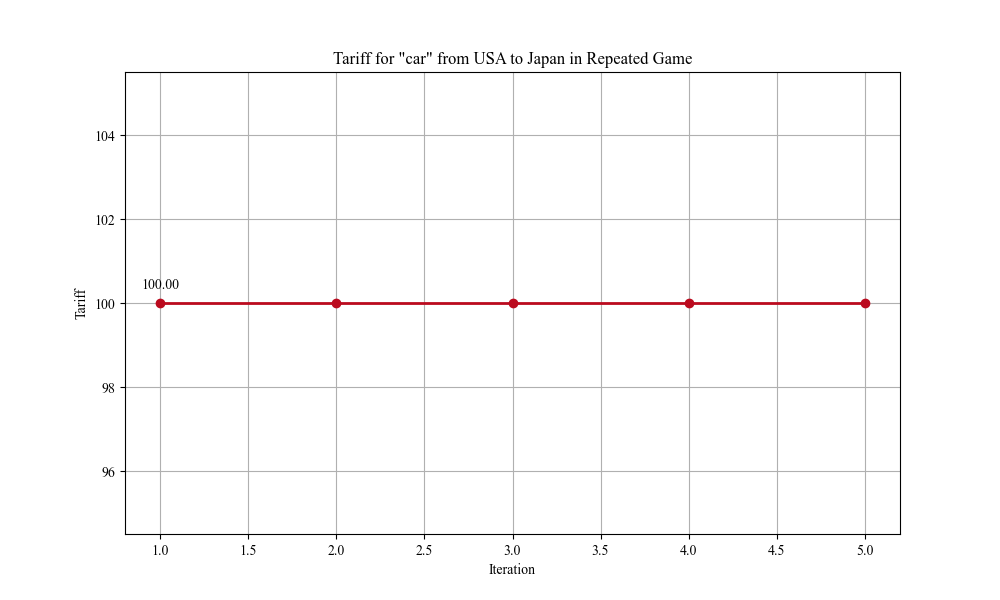 Tariff for "car" from USA to Japan in Repeated Game
104
102
100.00
100
98
96
Tariff
1.0 1.5 2.0 2.5 3.0 3.5 4.0 4.5 5.0
Iteration